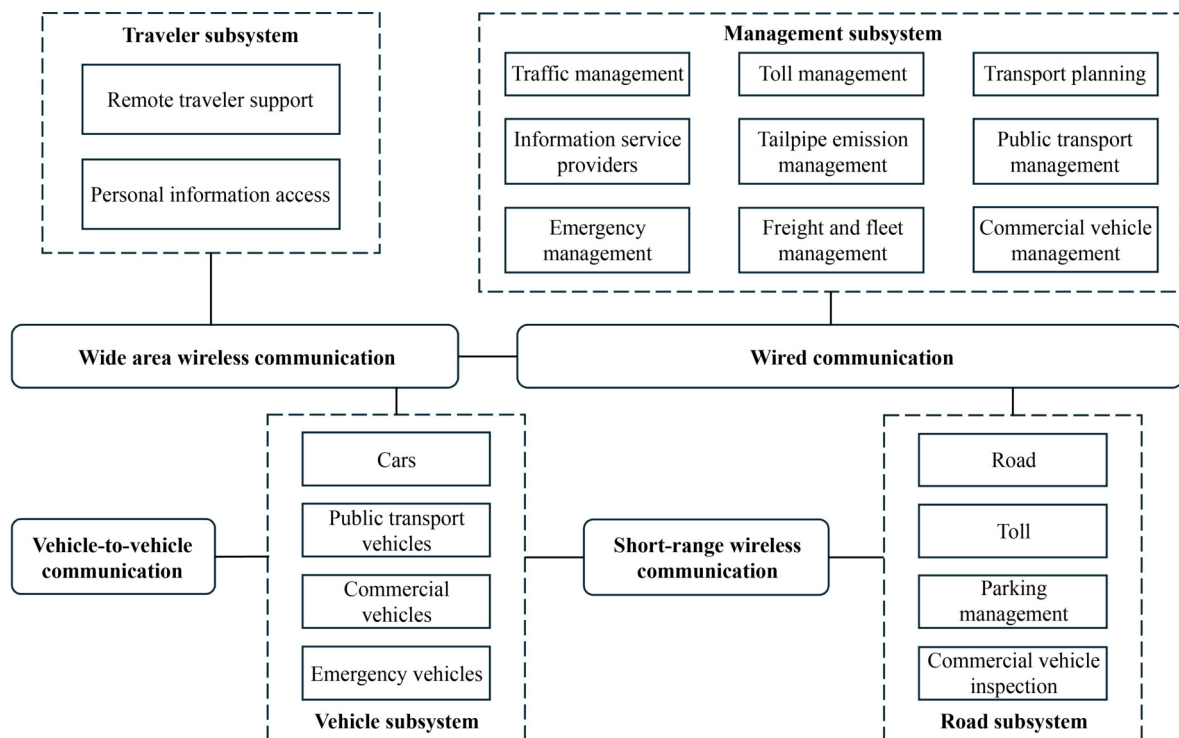 Traveler subsystem
Remote traveler support
Personal information access
Management subsystem
Traffic management
Toll management
Transport planning
Information service
providers
Tailpipe emission
management
Public transport
management
Emergency
management
Freight and fleet
management
Commercial vehicle
management
Wide area wireless communication
Wired communication
Vehicle-to-vehicle
communication
Cars
Public transport
vehicles
Commercial
vehicles
Emergency vehicles
Vehicle subsystem
Short-range wireless
communication
Road
Toll
Parking
management
Commercial vehicle
inspection
Road subsystem